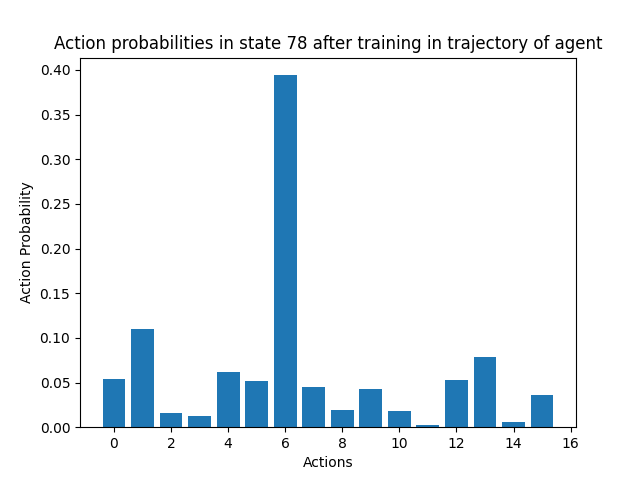 Action probabilities in state 78 after training in trajectory of agent
Action Probability
0.40
0.35
0.30
0.25
0.20
0.15
0.10
0.05
0.00
0 2 4 6 8 10 12 14 16
Actions